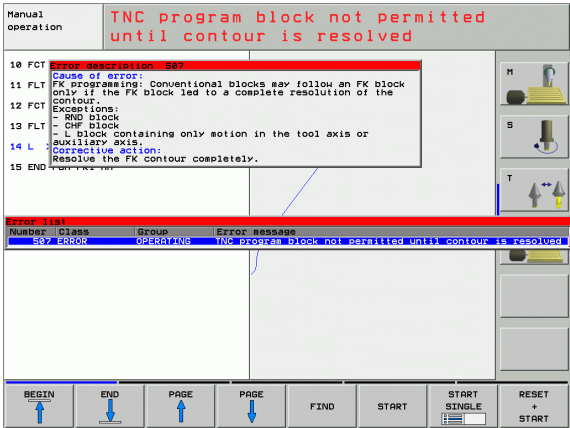 Manual
operation
TNC program block not permitted
until contour is resolved
10 FCT
Error description 507
Cause of error:
11 FLT
FK programming: Conventional blocks may follow an FK block
only if the FK block led to a complete resolution of the
contour.
12 FCT
Exceptions:
- RND block
13 FLT
- CHF block
- L block containing only motion in the tool axis or
14 L
auxiliary axis.
Corrective action:
Resolve the FK contour completely.
15 END
M
S
T
Error list
Number Class Group Error message
507 ERROR OPERATING TNC program block not permitted until contour is resolved
BEGIN
END
PAGE
PAGE
FIND
START
START
SINGLE
RESET
+
START